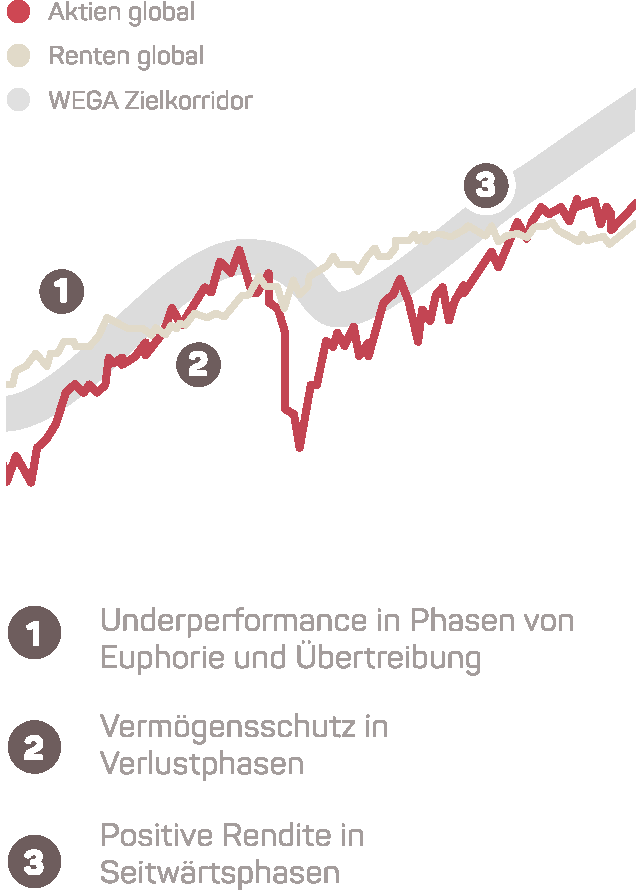 Aktien global
Renten global
WEGA Zielkorridor
3
1
2
1
Underperformance in Phasen von
Euphorie und Übertreibung
2
Vermögensschutz in
Verlustphasen
3
Positive Rendite in
Seitwärtsphasen